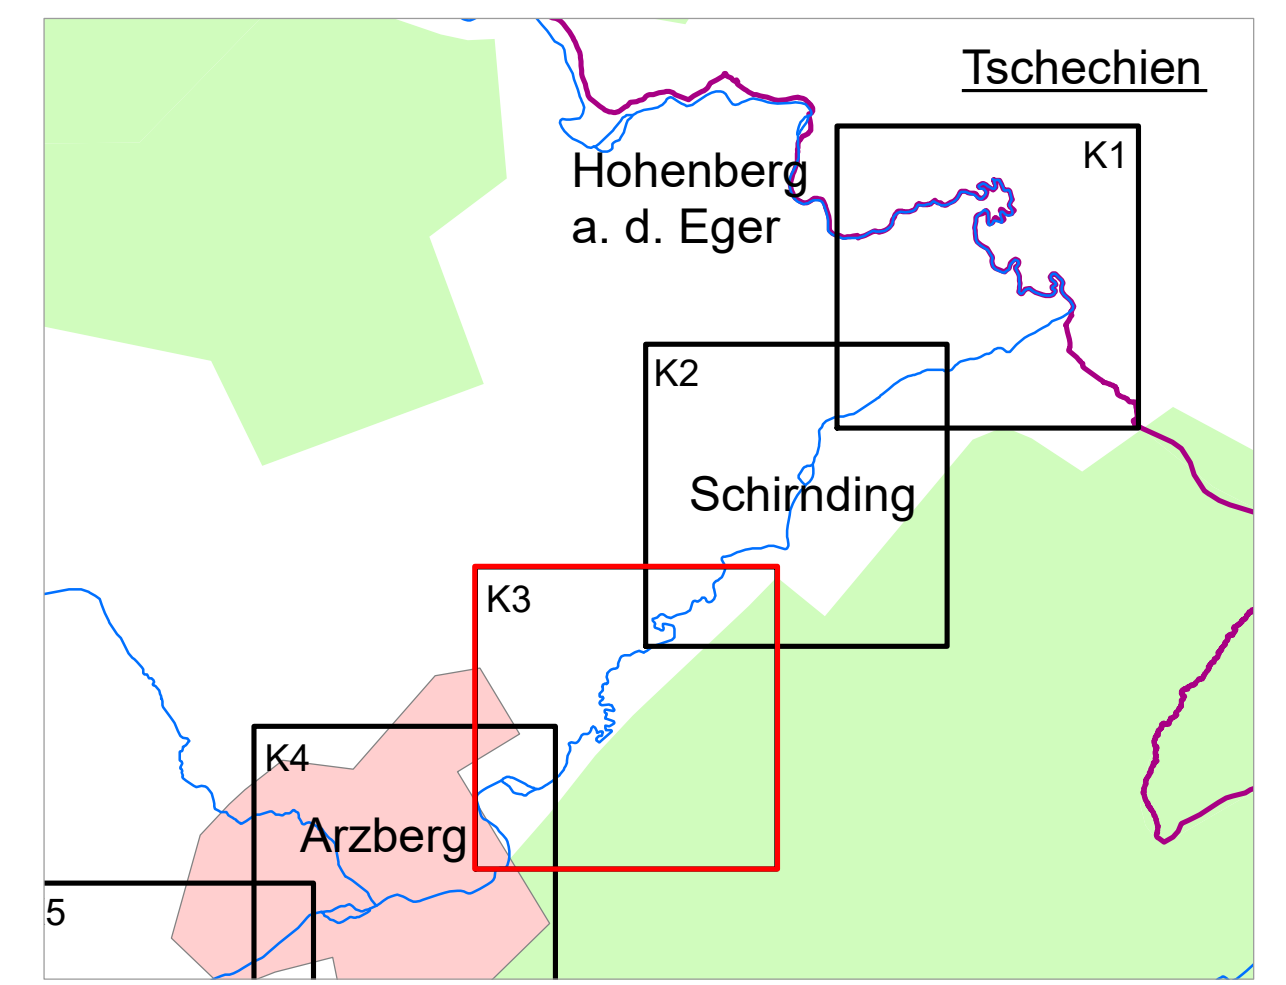 Tschechien
K1
Hohenberg
a. d. Eger
K2
Schirnding
K3
K4
Arzberg
5